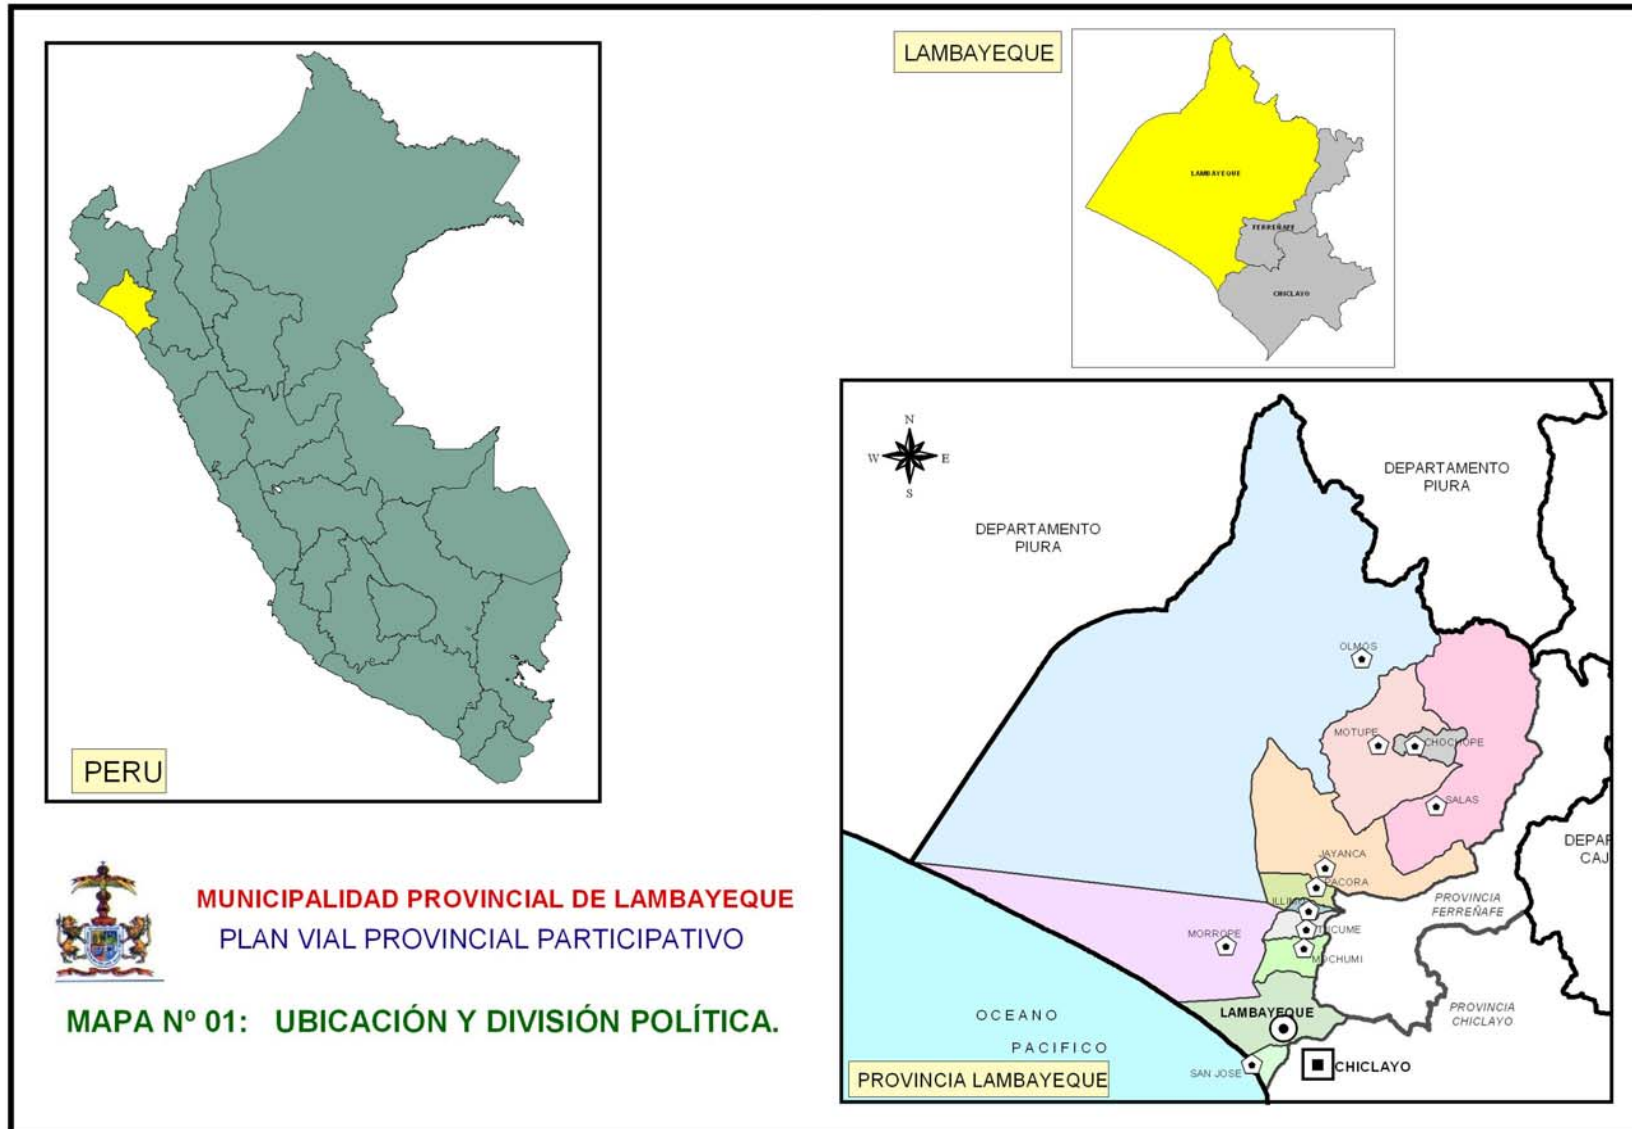 LAMBAYEQUE
LAMBAYEQUE
FERREÑAFE
CHICLAYO
PERU
MUNICIPALIDAD PROVINCIAL DE LAMBAYEQUE
PLAN VIAL PROVINCIAL PARTICIPATIVO
MAPA Nº 01: UBICACIÓN Y DIVISIÓN POLÍTICA.
N
W E
S
DEPARTAMENTO
PIURA
DEPARTAMENTO
PIURA
OLMOS
MOTUPE
CHOCHOPE
SALAS
DEPAR
CAJ
JAYANCA
PACORA
PROVINCIA
FERREÑAFE
TUCUME
MORROPE
MOCHUMI
PROVINCIA
CHICLAYO
LAMBAYEQUE
OCEANO
PACIFICO
SAN JOSE
CHICLAYO
PROVINCIA LAMBAYEQUE